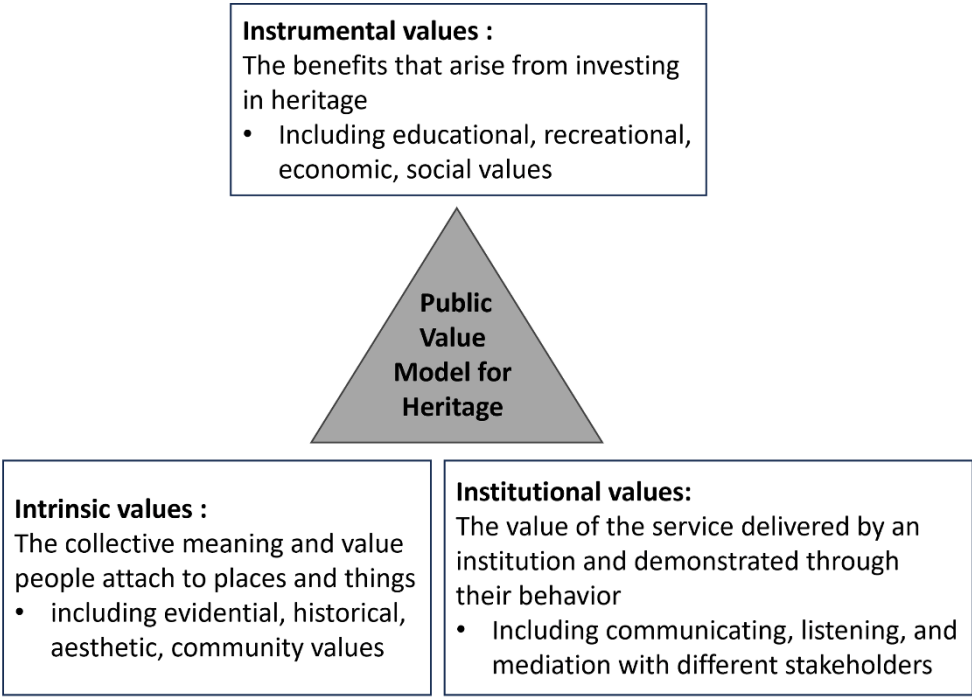 Instrumental values :
The benefits that arise from investing
in heritage
• Including educational, recreational,
economic, social values
Public
Value
Model for
Heritage
Intrinsic values :
The collective meaning and value
people attach to places and things
• including evidential, historical,
aesthetic, community values
Institutional values:
The value of the service delivered by an
institution and demonstrated through
their behavior
• Including communicating, listening, and
mediation with different stakeholders